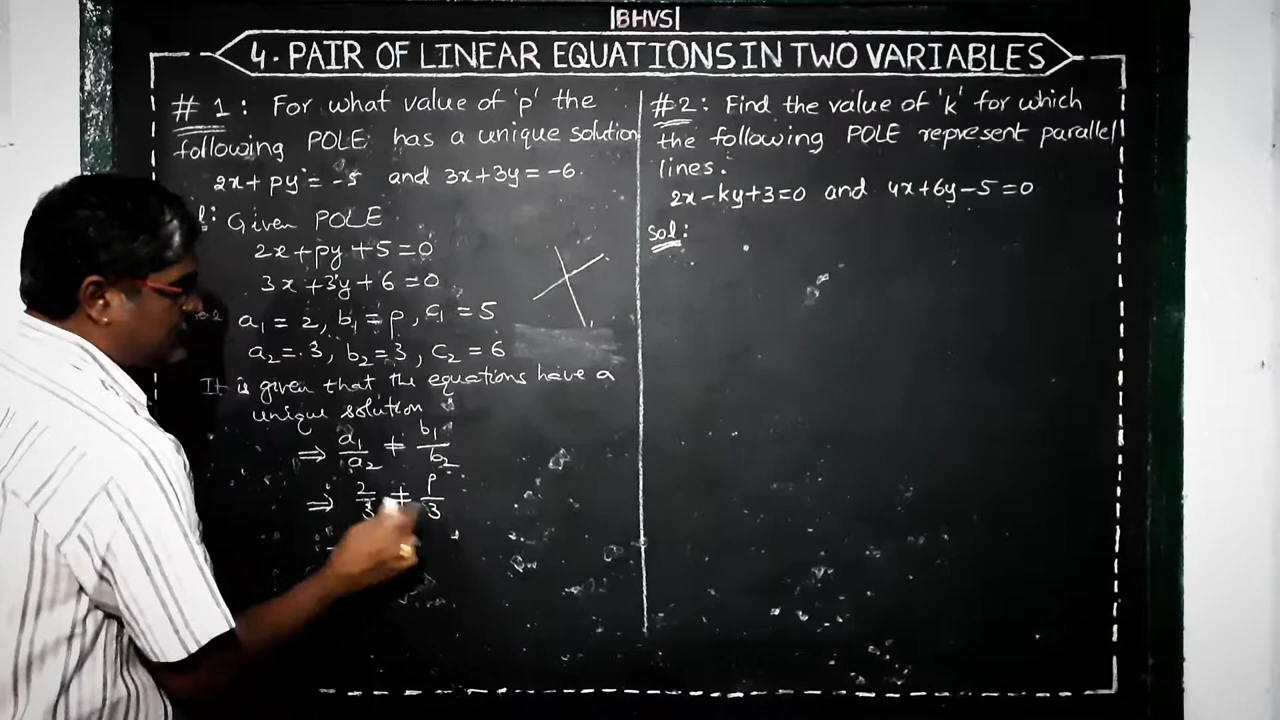 |BHVS|
4. PAIR OF LINEAR EQUATIONS IN TWO VARIABLES
# 1 : For what value of 'p' the
following POLE has a unique solution
2x + py = -5 and 3x + 3y = -6.
Given POLE
2x + py + 5 = 0
3x + 3y + 6 = 0
a₁ = 2, b₁ = p, c₁ = 5
a₂ = 3, b₂ = 3, c₂ = 6
It is given that the equations have a
unique solution
⇒ a₁/a₂ ≠ b₁/b₂
⇒ 2/3 ≠ p/3
#2 : Find the value of 'k' for which
the following POLE represent parallel
lines.
2x - ky + 3 = 0 and 4x + 6y - 5 = 0
Sol :